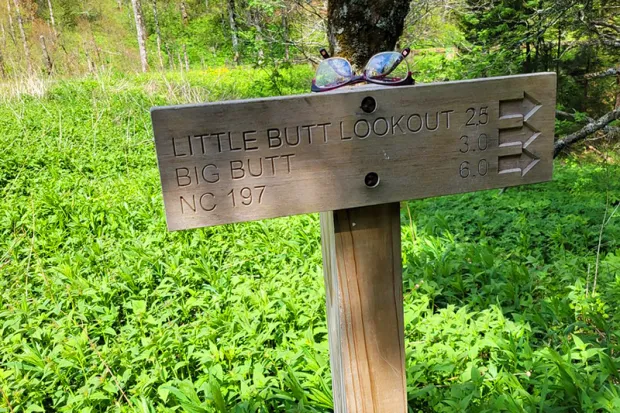 LITTLE BUTT LOOKOUT 2.5
BIG BUTT 3.0
NC 197 6.0